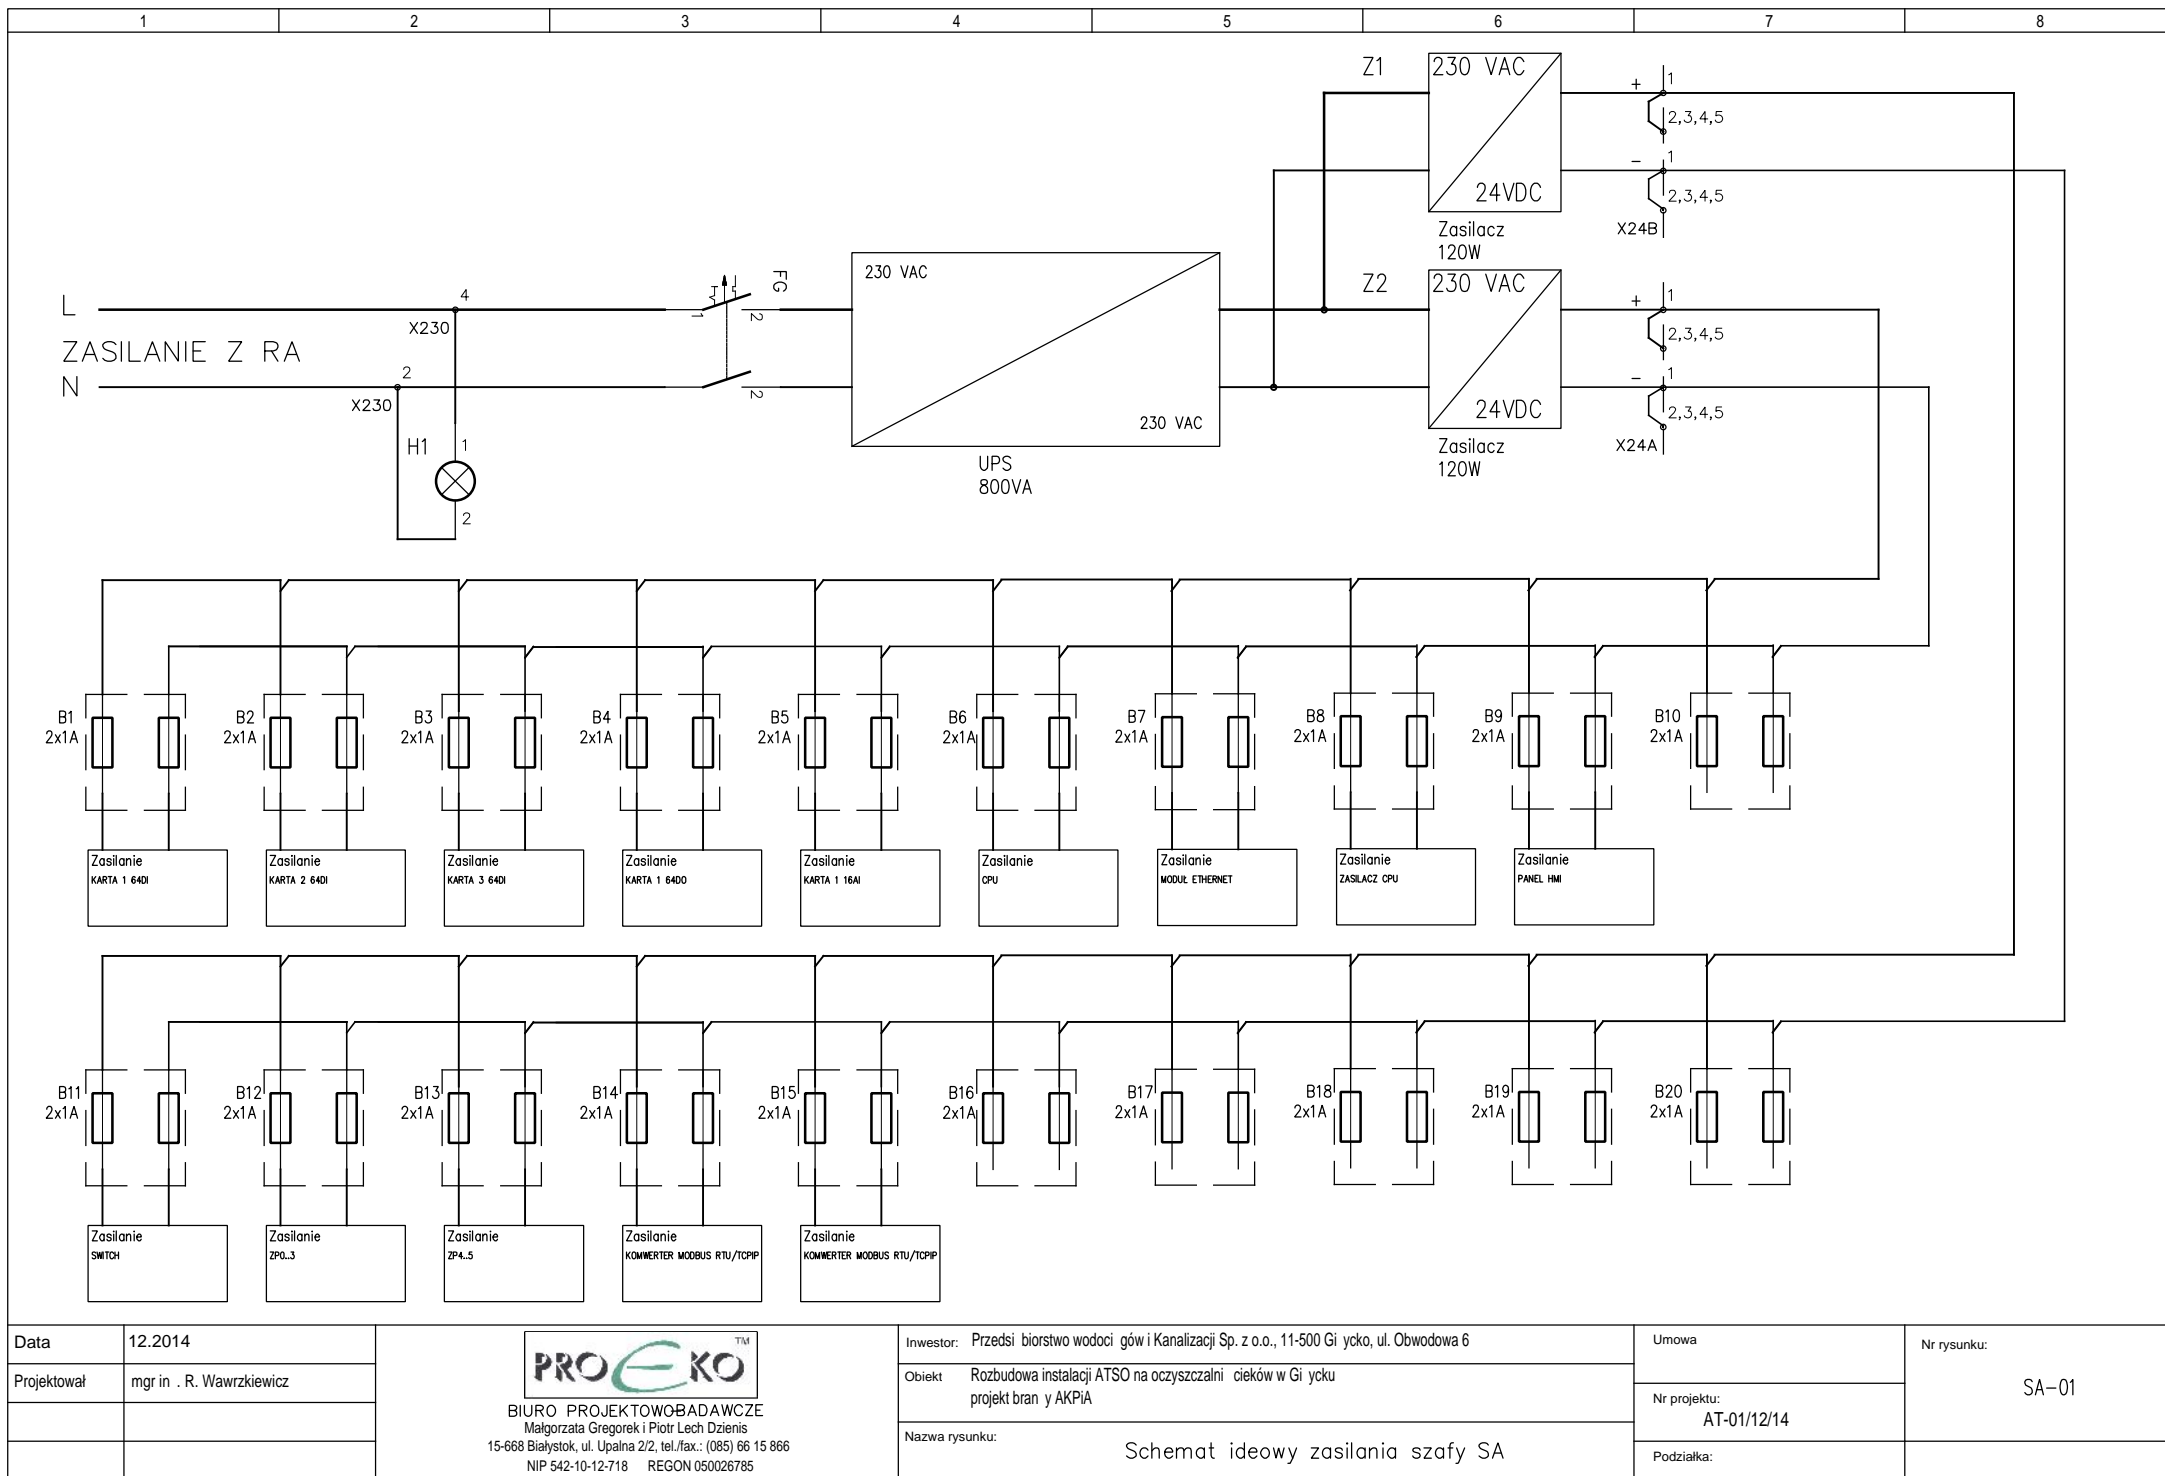 1 2 3 4 5 6 7 8
Z1
230 VAC
24VDC
Zasilacz
120W
+ 1
2,3,4,5
- 1
2,3,4,5
X24B
Z2
230 VAC
24VDC
Zasilacz
120W
+ 1
2,3,4,5
- 1
2,3,4,5
X24A
L
ZASILANIE Z RA
N
4
X230
2
X230
H1
1
2
FG
1
2
2
230 VAC
230 VAC
UPS
800VA
B1
2x1A
B2
2x1A
B3
2x1A
B4
2x1A
B5
2x1A
B6
2x1A
B7
2x1A
B8
2x1A
B9
2x1A
B10
2x1A
Zasilanie
KARTA 1 64DI
Zasilanie
KARTA 2 64DI
Zasilanie
KARTA 3 64DI
Zasilanie
KARTA 1 64DO
Zasilanie
KARTA 1 16AI
Zasilanie
CPU
Zasilanie
MODUŁ ETHERNET
Zasilanie
ZASILACZ CPU
Zasilanie
PANEL HMI
B11
2x1A
B12
2x1A
B13
2x1A
B14
2x1A
B15
2x1A
B16
2x1A
B17
2x1A
B18
2x1A
B19
2x1A
B20
2x1A
Zasilanie
SWITCH
Zasilanie
ZP0..3
Zasilanie
ZP4..5
Zasilanie
KOMWERTER MODBUS RTU/TCPIP
Zasilanie
KOMWERTER MODBUS RTU/TCPIP
Data 12.2014
Projektował mgr in . R. Wawrzkiewicz
PROEKO TM
BIURO PROJEKTOWO-BADAWCZE
Małgorzata Gregorek i Piotr Lech Dzienis
15-668 Białystok, ul. Upalna 2/2, tel./fax.: (085) 66 15 866
NIP 542-10-12-718 REGON 050026785
Inwestor: Przedsi biorstwo wodoci gów i Kanalizacji Sp. z o.o., 11-500 Gi ycko, ul. Obwodowa 6
Obiekt Rozbudowa instalacji ATSO na oczyszczalni cieków w Gi ycku
projekt bran y AKPiA
Nazwa rysunku:
Schemat ideowy zasilania szafy SA
Umowa
Nr projektu:
AT-01/12/14
Podziałka:
Nr rysunku:
SA-01